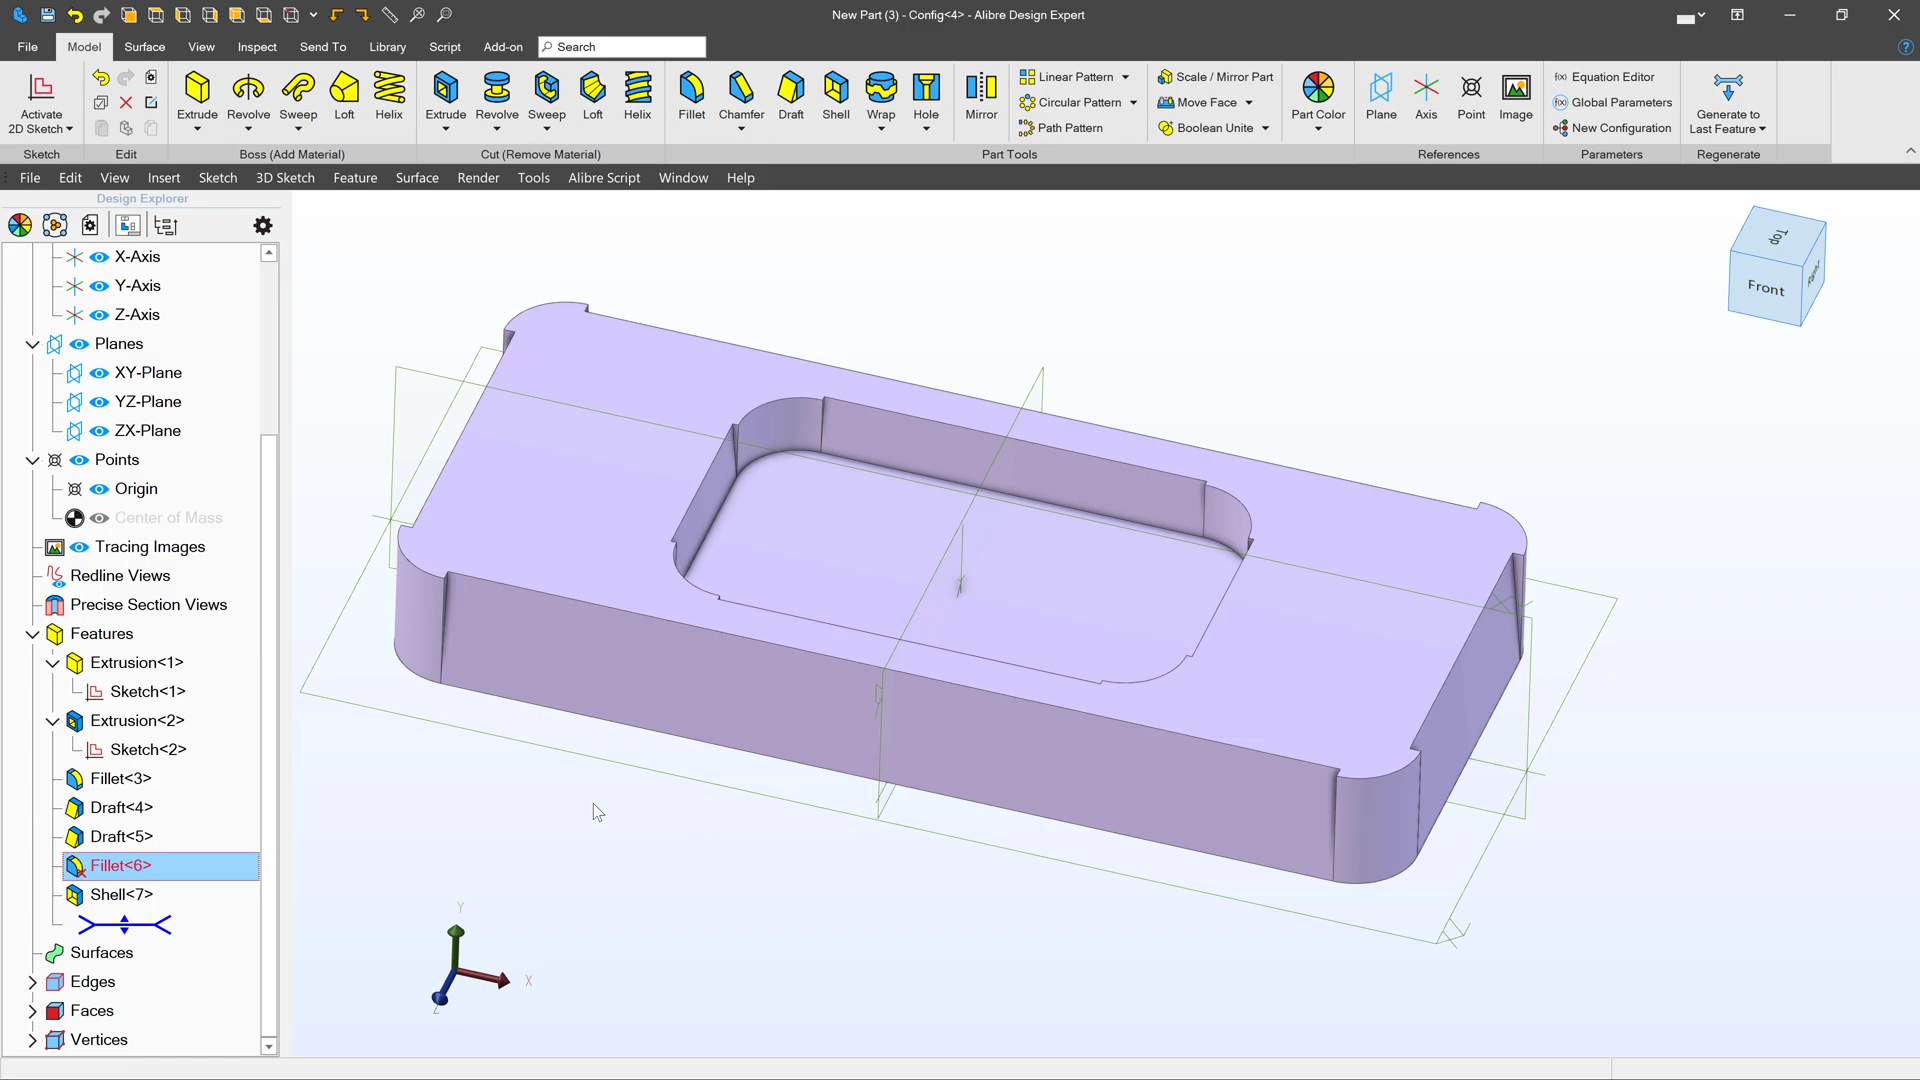 New Part (3) - Config<4> - Alibre Design Expert
File Model Surface View Inspect Send To Library Script Add-on Search
Activate
2D Sketch
Extrude Revolve Sweep Loft Helix
Extrude Revolve Sweep Loft Helix
Fillet Chamfer Draft Shell Wrap Hole
Mirror
Linear Pattern
Circular Pattern
Path Pattern
Scale / Mirror Part
Move Face
Boolean Unite
Part Color
Plane Axis Point Image
Equation Editor
Global Parameters
New Configuration
Generate to
Last Feature
Sketch Edit Boss (Add Material) Cut (Remove Material) Part Tools References Parameters Regenerate
File Edit View Insert Sketch 3D Sketch Feature Surface Render Tools Alibre Script Window Help
Design Explorer
X-Axis
Y-Axis
Z-Axis
Planes
XY-Plane
YZ-Plane
ZX-Plane
Points
Origin
Center of Mass
Tracing Images
Redline Views
Precise Section Views
Features
Extrusion<1>
Sketch<1>
Extrusion<2>
Sketch<2>
Fillet<3>
Draft<4>
Draft<5>
Fillet<6>
Shell<7>
Surfaces
Edges
Faces
Vertices
Top
Front
Y
X
Z